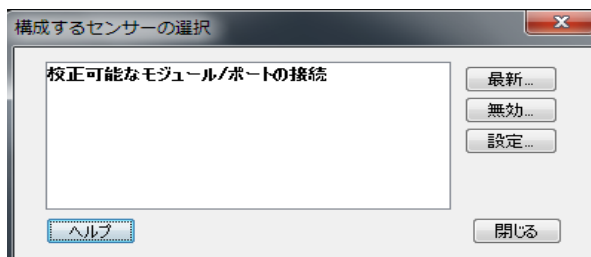 構成するセンサーの選択
校正可能なモジュール/ポートの接続
最新...
無効...
設定...
ヘルプ
閉じる